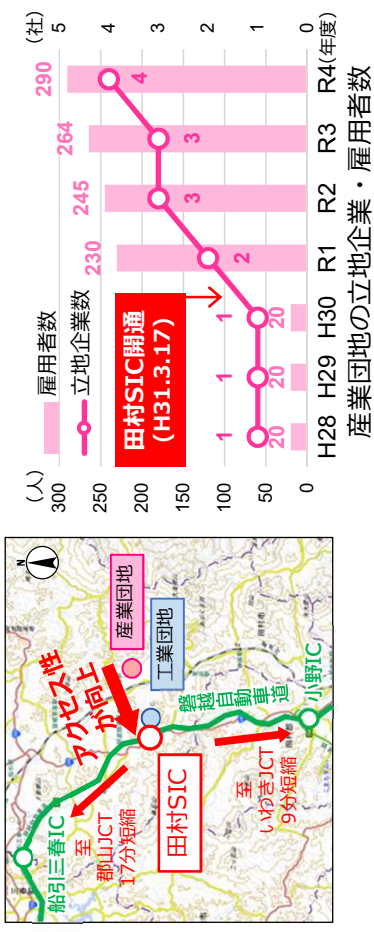 N
アクセス性
が向上
産業団地
工業団地
船引三春IC
至
郡山JCT
17分短縮
田村SIC
磐越自動車道
至
いわきJCT
9分短縮
小野IC
(人)
(社)
雇用者数
立地企業数
田村SIC開通
(H31.3.17)
300
250
200
150
100
50
0
5
4
3
2
1
0
20
20
20
230
245
264
290
1
1
1
2
3
3
4
H28
H29
H30
R1
R2
R3
R4
(年度)
産業団地の立地企業・雇用者数